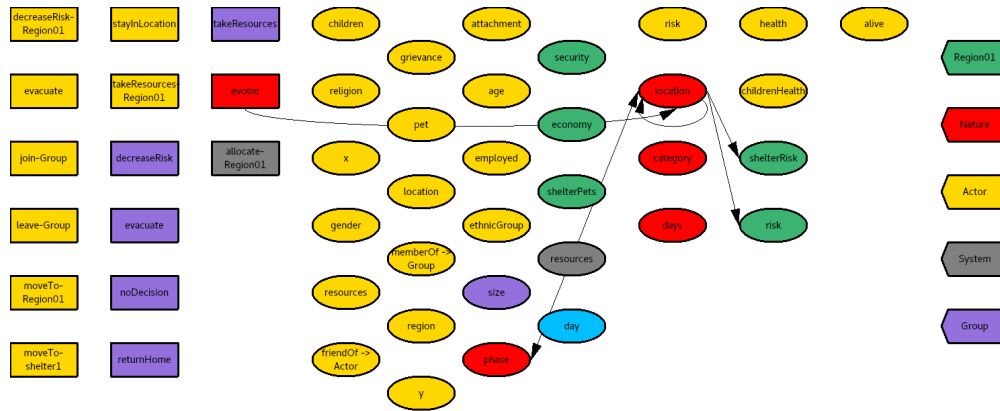 decreaseRisk-
Region01
stayInLocation
takeResources
children
attachment
risk
health
alive
grievance
security
Region01
evacuate
takeResources-
Region01
evolve
religion
age
location
childrenHealth
pet
economy
Nature
join-Group
decreaseRisk
allocate-
Region01
x
employed
category
shelterRisk
location
shelterPets
Actor
leave-Group
evacuate
gender
ethnicGroup
days
risk
memberOf ->
Group
resources
System
moveTo-
Region01
noDecision
resources
size
region
day
Group
moveTo-
shelter1
returnHome
friendOf ->
Actor
phase
y